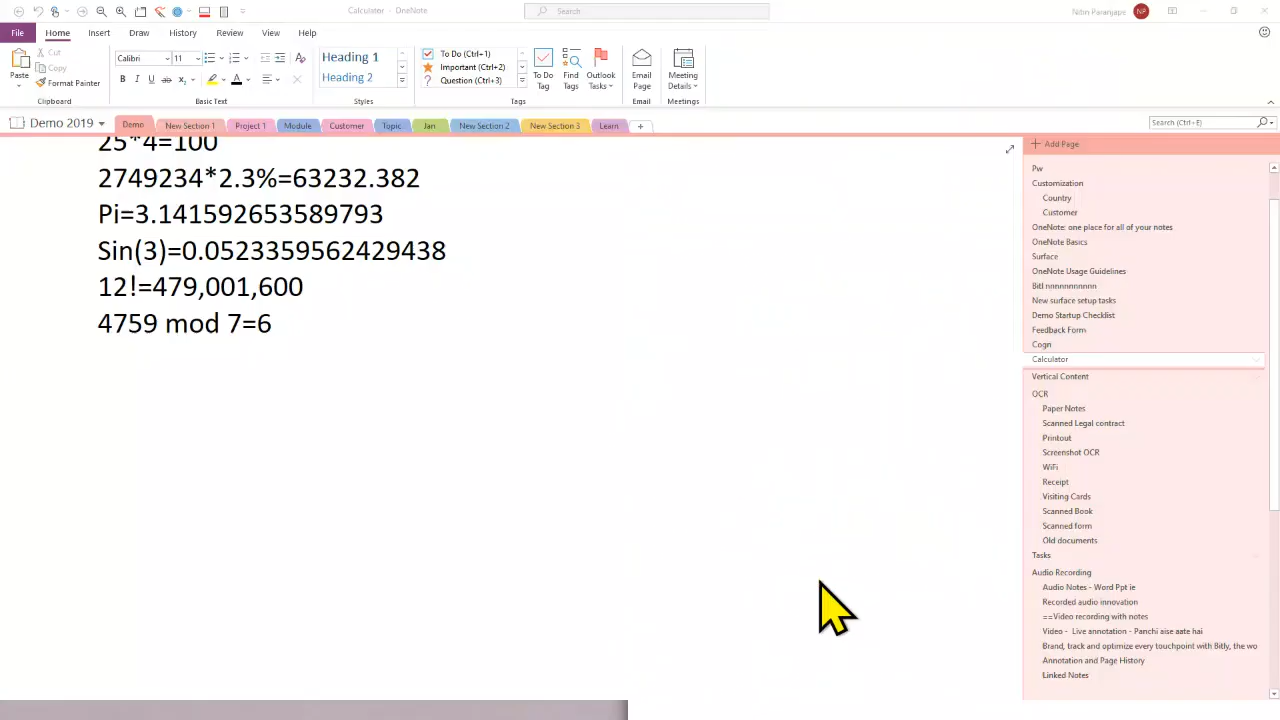 Calculator - OneNote
Search
Nitin Paranjape
NP
File
Home
Insert
Draw
History
Review
View
Help
Paste
Cut
Copy
Format Painter
Clipboard
Calibri
11
Basic Text
Heading 1
Heading 2
Styles
To Do (Ctrl+1)
Important (Ctrl+2)
Question (Ctrl+3)
To Do
Tag
Find
Tags
Outlook
Tasks
Tags
Email
Page
Email
Meeting
Details
Meetings
Demo 2019
Demo
New Section 1
Project 1
Module
Customer
Topic
Jan
New Section 2
New Section 3
Learn
Search (Ctrl+E)
25*4=100
2749234*2.3%=63232.382
Pi=3.141592653589793
Sin(3)=0.0523359562429438
12!=479,001,600
4759 mod 7=6
Add Page
Pw
Customization
Country
Customer
OneNote: one place for all of your notes
OneNote Basics
Surface
OneNote Usage Guidelines
New surface setup tasks
Demo Startup Checklist
Feedback Form
Cogn
Calculator
Vertical Content
OCR
Paper Notes
Scanned Legal contract
Printout
Screenshot OCR
WiFi
Receipt
Visiting Cards
Scanned Book
Scanned form
Old documents
Tasks
Audio Recording
Audio Notes - Word Ppt ie
Recorded audio innovation
==Video recording with notes
Video - Live annotation - Panchi aise aate hai
Brand, track and optimize every touchpoint with Bitly, the wo
Annotation and Page History
Linked Notes